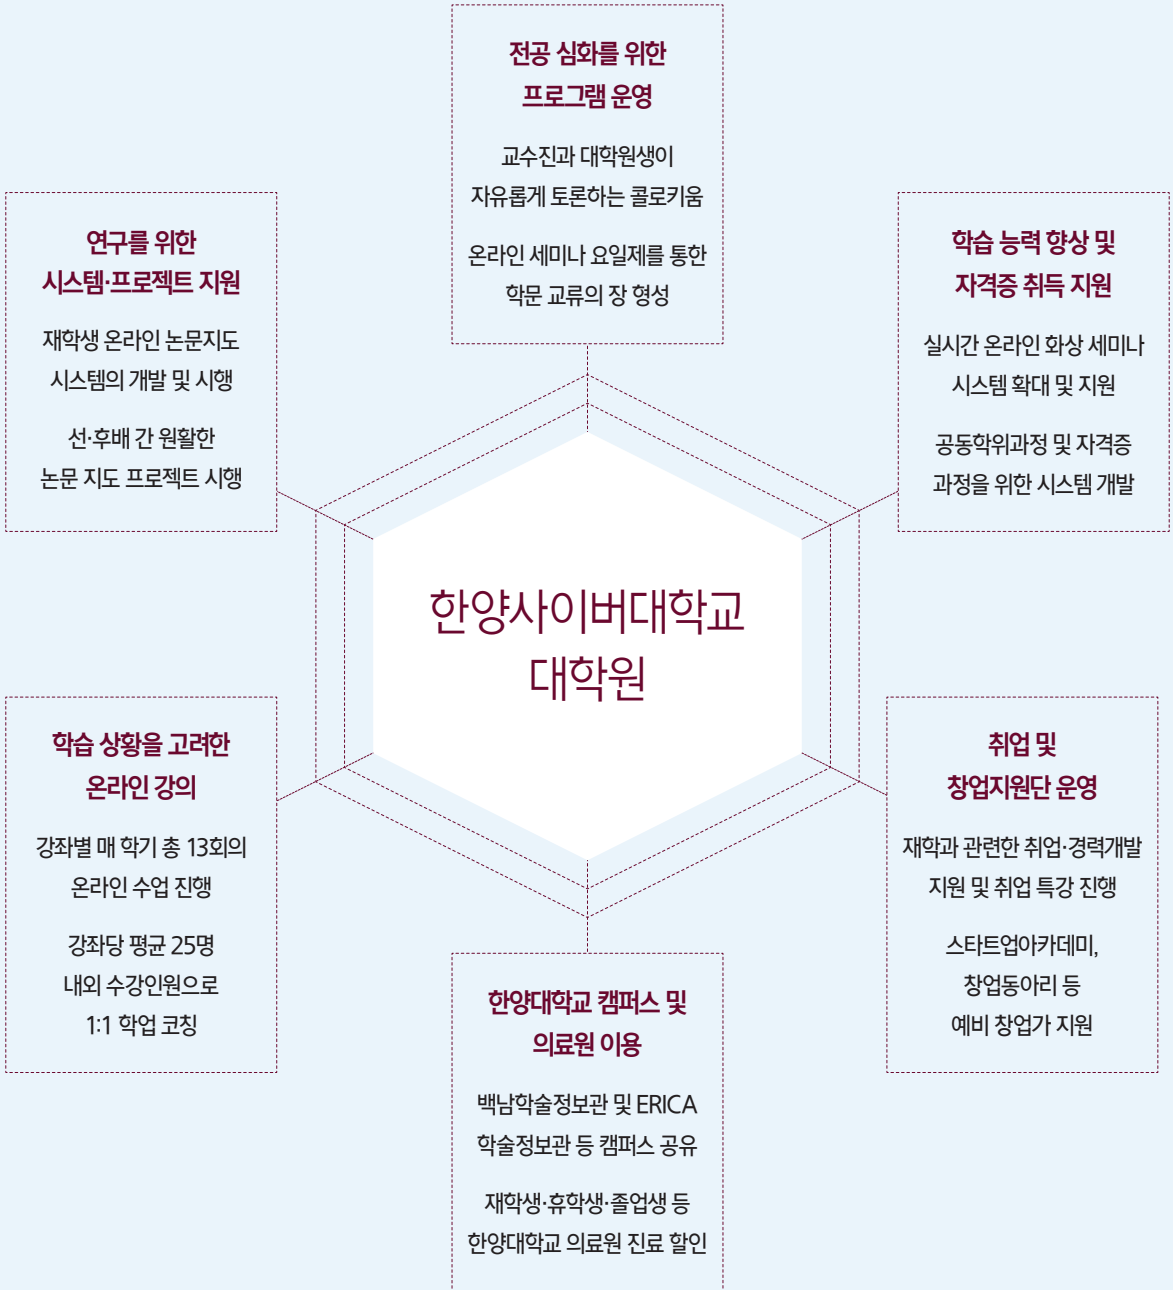 전공 심화를 위한
프로그램 운영
교수진과 대학원생이
자유롭게 토론하는 콜로키움
온라인 세미나 요일제를 통한
학문 교류의 장 형성
연구를 위한
시스템·프로젝트 지원
재학생 온라인 논문지도
시스템의 개발 및 시행
선·후배 간 원활한
논문 지도 프로젝트 시행
학습 능력 향상 및
자격증 취득 지원
실시간 온라인 화상 세미나
시스템 확대 및 지원
공동학위과정 및 자격증
과정을 위한 시스템 개발
한양사이버대학교
대학원
학습 상황을 고려한
온라인 강의
강좌별 매 학기 총 13회의
온라인 수업 진행
강좌당 평균 25명
내외 수강인원으로
1:1 학업 코칭
취업 및
창업지원단 운영
재학과 관련한 취업·경력개발
지원 및 취업 특강 진행
스타트업아카데미,
창업동아리 등
예비 창업가 지원
한양대학교 캠퍼스 및
의료원 이용
백남학술정보관 및 ERICA
학술정보관 등 캠퍼스 공유
재학생·휴학생·졸업생 등
한양대학교 의료원 진료 할인